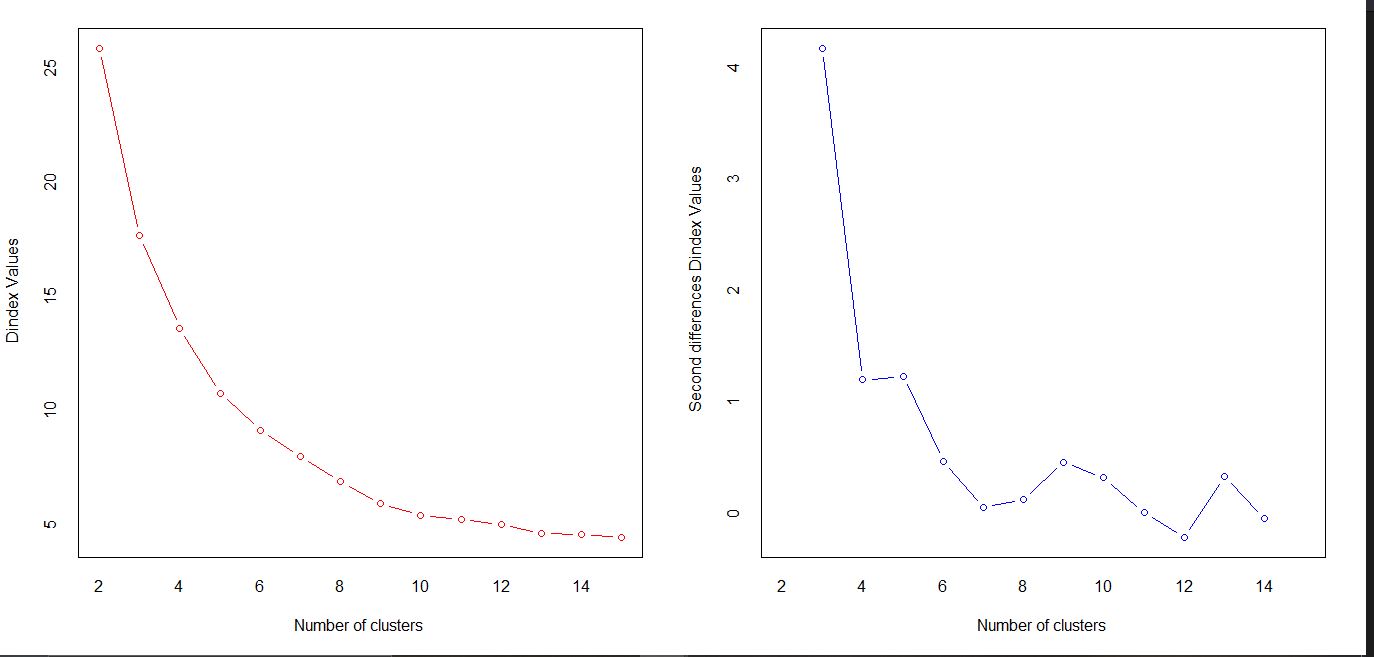 Dindex Values
25
20
15
10
5
2 4 6 8 10 12 14
Number of clusters
Second differences Dindex Values
4
3
2
1
0
2 4 6 8 10 12 14
Number of clusters